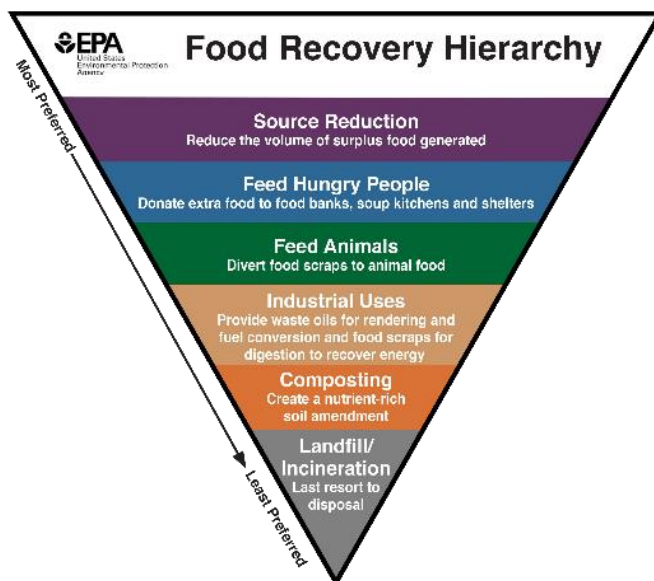 EPA
United States
Environmental Protection
Agency
Food Recovery Hierarchy
Most Preferred
Source Reduction
Reduce the volume of surplus food generated
Feed Hungry People
Donate extra food to food banks, soup kitchens and shelters
Feed Animals
Divert food scraps to animal food
Industrial Uses
Provide waste oils for rendering and
fuel conversion and food scraps for
digestion to recover energy
Composting
Create a nutrient-rich
soil amendment
Landfill/
Incineration
Last resort to
disposal
Least Preferred